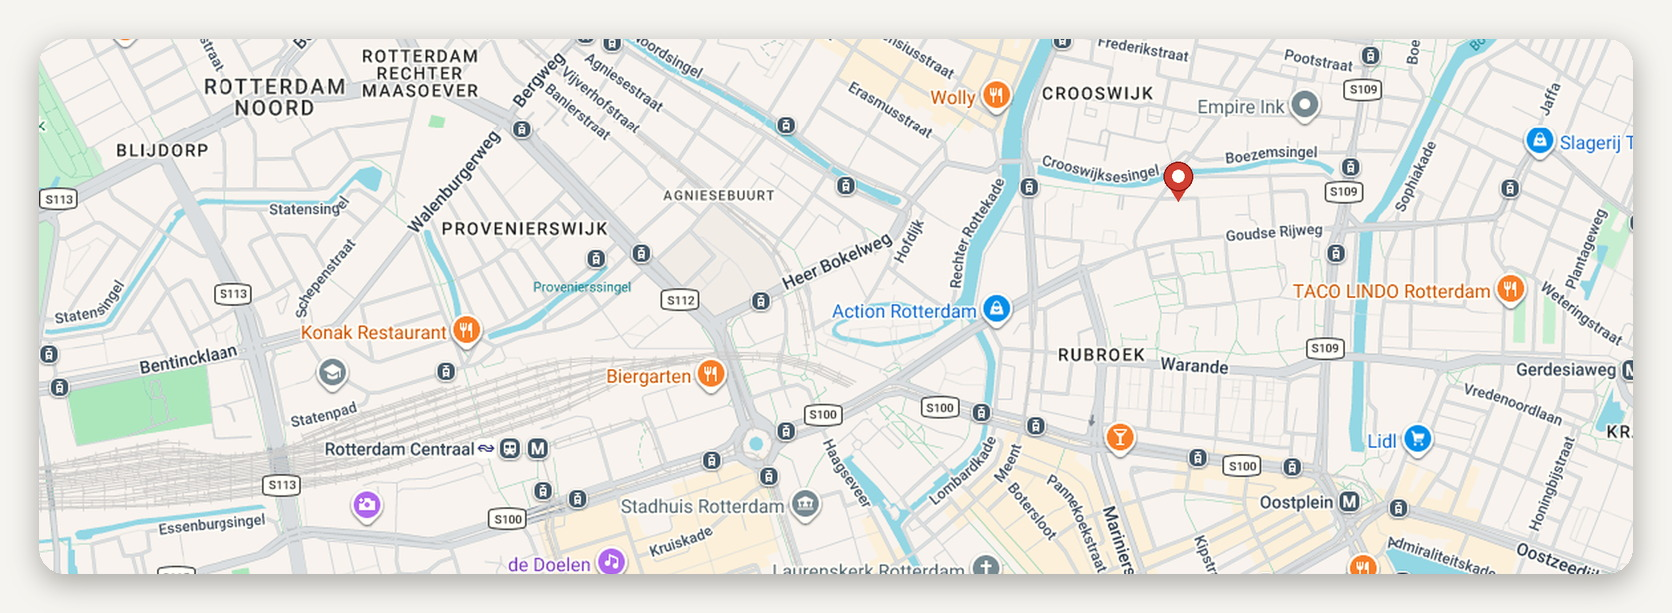 ROTTERDAM
RECHTER
MAASOEVER
ROTTERDAM
NOORD
Bergweg
Noordsingel
Agniesestraat
Vijverhofstraat
Banierstraat
Erasmusstraat
Wolly
CROOSWIJK
Frederikstraat
Pootstraat
S109
Empire Ink
Jaffa
Slagerij T
BLIJDORP
S113
Statensingel
Walenburgerweg
AGNIESEBUURT
Crooswijksesingel
Boezemsingel
S109
Sophiakade
PROVENIERSWIJK
Hofdijk
Rechter Rottekade
Goudse Rijweg
Plantageweg
Schepenstraat
Heer Bokelweg
Provenierssingel
S113
S112
Statensingel
Action Rotterdam
TACO LINDO Rotterdam
Weteringstraat
Konak Restaurant
Bentincklaan
RUBROEK
S109
Warande
Gerdesiaweg
Biergarten
Statenpad
S100
S100
Vredenoordlaan
Rotterdam Centraal
Lidl
KR
S113
Haagseveer
Lombardkade
Meent
S100
Honingbijstraat
Botersloot
Pannekoekstraat
Oostplein
Stadhuis Rotterdam
Essenburgsingel
S100
Kruiskade
Mariniers
Kipstr
Admiraliteitskade
Oostzeedijk
de Doelen
Laurenskerk Rotterdam